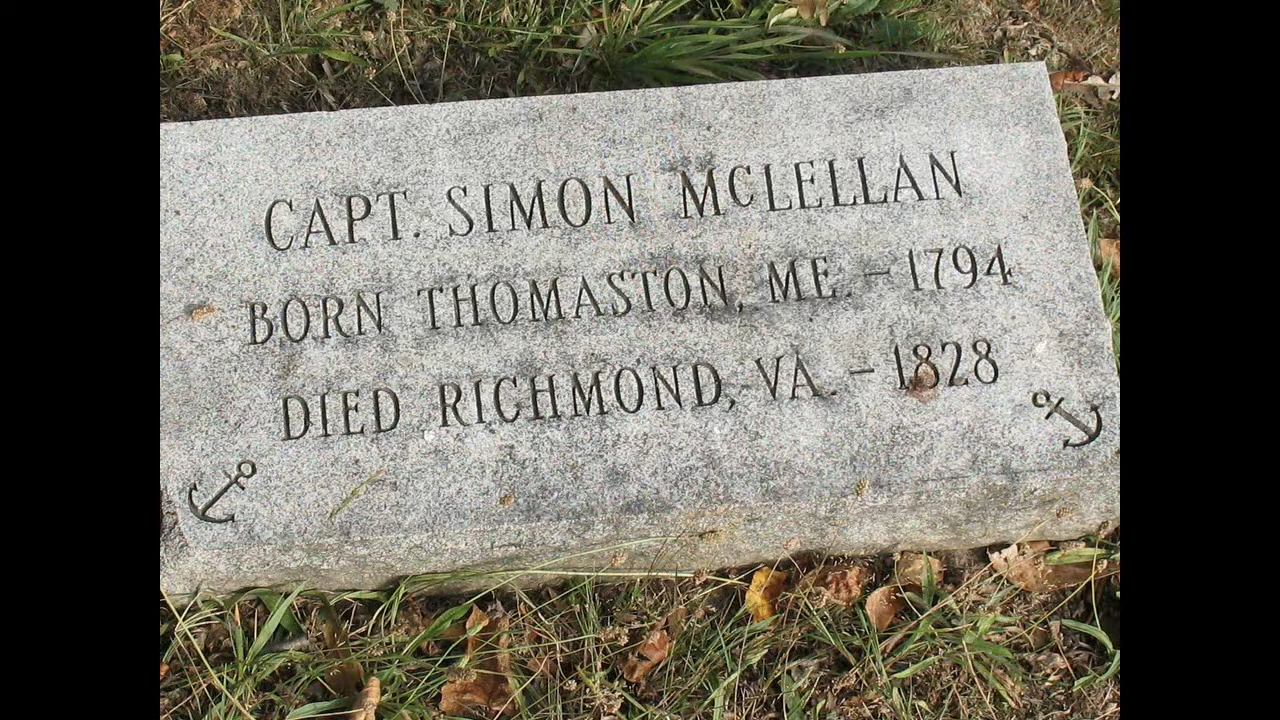 CAPT. SIMON McLELLAN
BORN THOMASTON, ME. - 1794
DIED RICHMOND, VA. - 1828